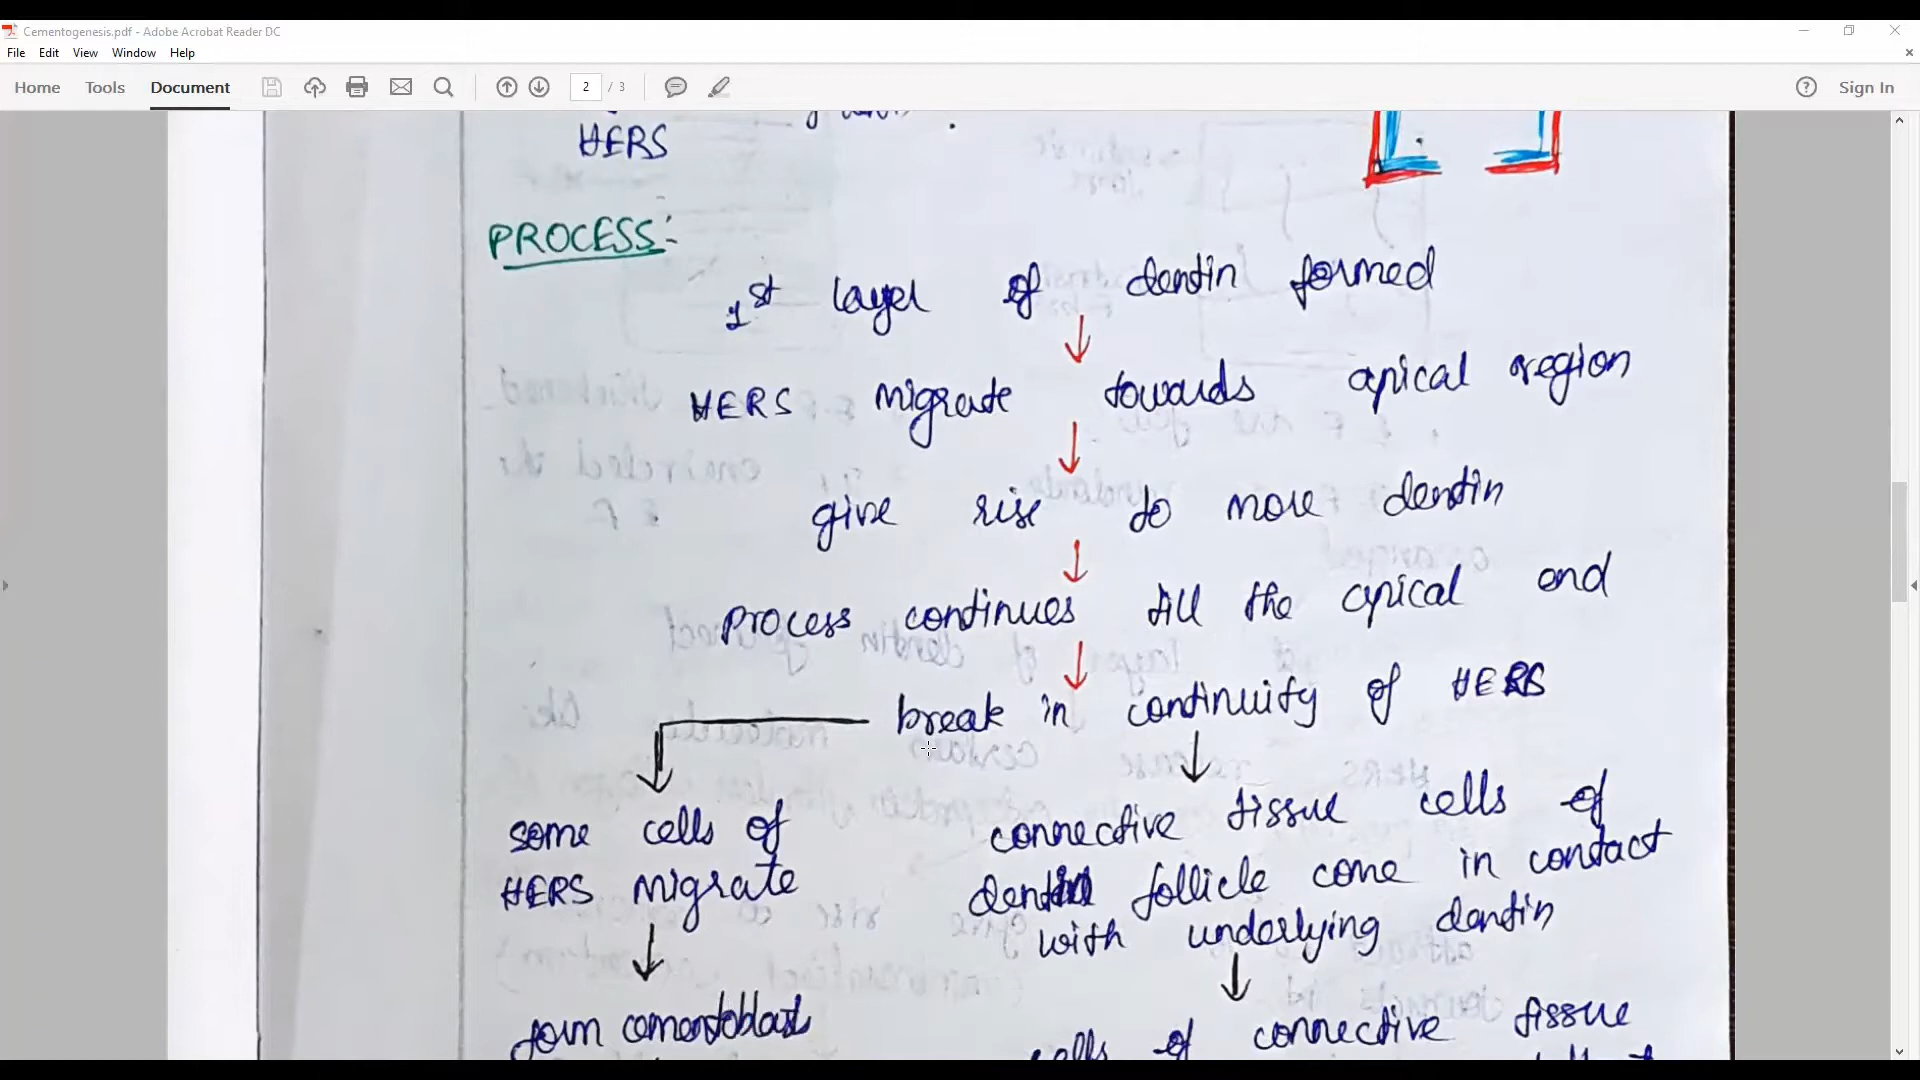 Cementogenesis.pdf - Adobe Acrobat Reader DC
File Edit View Window Help
Home Tools Document 2 / 3 Sign In
HERS
PROCESS:-
1st layer of dentin formed
HERS migrate towards apical region
give rise to more dentin
Process continues till the apical end
break in continuity of HERS
some cells of
HERS migrate
connective tissue cells of
dental follicle come in contact
with underlying dentin
form cementoblast
cells of connective tissue